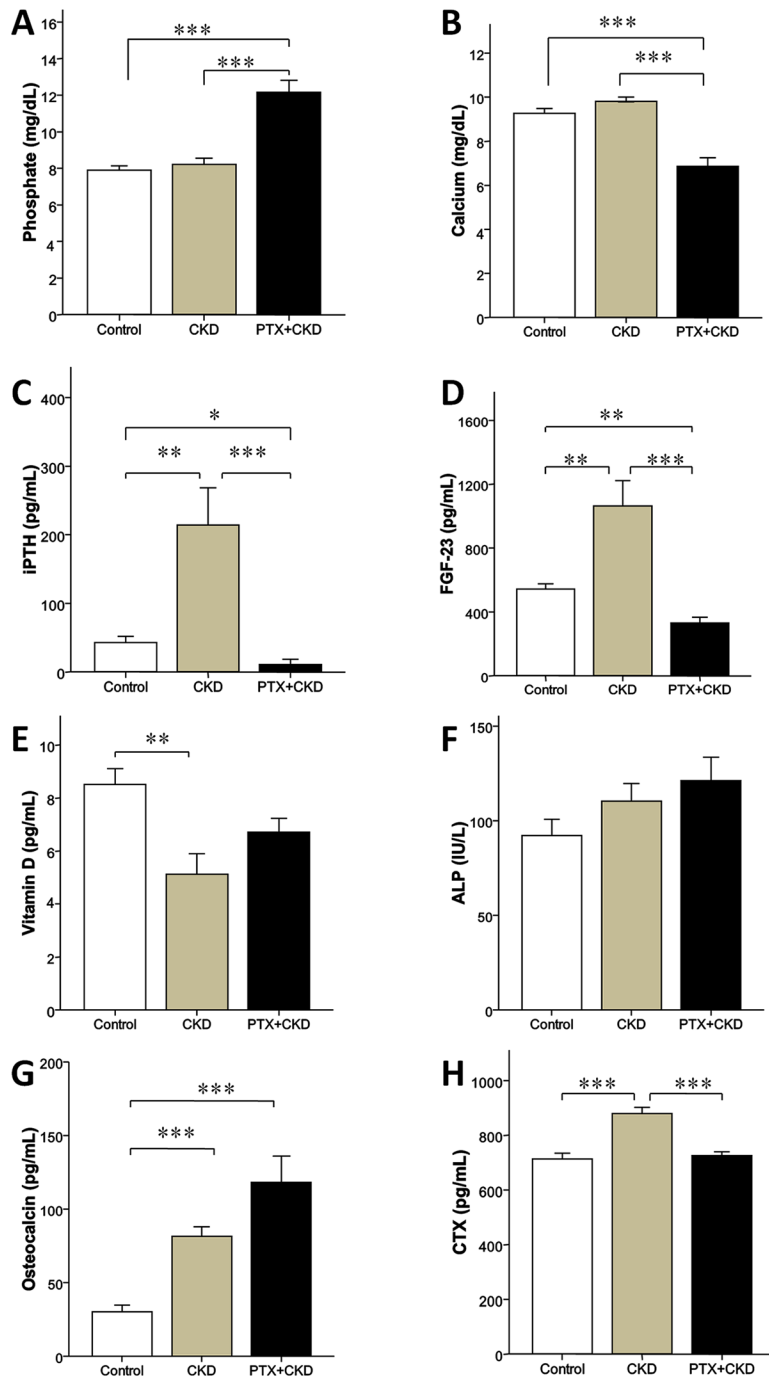 A
Phosphate (mg/dL)
16
14
12
10
8
6
4
2
0
***
***
Control CKD PTX+CKD
B
Calcium (mg/dL)
12
10
8
6
4
2
0
***
***
Control CKD PTX+CKD
C
iPTH (pg/mL)
400
300
200
100
0
*
** ***
Control CKD PTX+CKD
D
FGF-23 (pg/mL)
1600
1200
800
400
0
**
** ***
Control CKD PTX+CKD
E
Vitamin D (pg/mL)
10
8
6
4
2
0
**
Control CKD PTX+CKD
F
ALP (IU/L)
150
100
50
0
Control CKD PTX+CKD
G
Osteocalcin (pg/mL)
200
150
100
50
0
***
***
Control CKD PTX+CKD
H
CTX (pg/mL)
1000
800
600
400
200
0
*** ***
Control CKD PTX+CKD